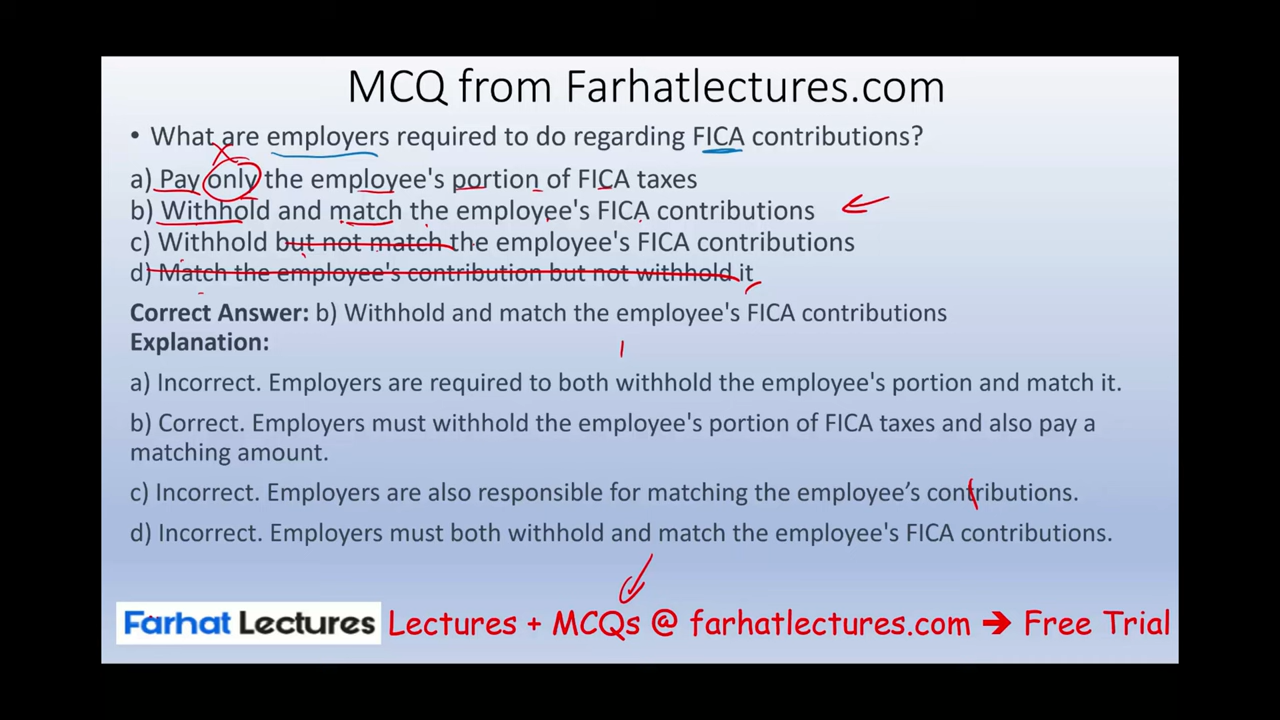 MCQ from Farhatlectures.com
• What are employers required to do regarding FICA contributions?
a) Pay only the employee's portion of FICA taxes
b) Withhold and match the employee's FICA contributions
c) Withhold but not match the employee's FICA contributions
d) Match the employee's contribution but not withhold it
Correct Answer: b) Withhold and match the employee's FICA contributions
Explanation:
a) Incorrect. Employers are required to both withhold the employee's portion and match it.
b) Correct. Employers must withhold the employee's portion of FICA taxes and also pay a
matching amount.
c) Incorrect. Employers are also responsible for matching the employee’s contributions.
d) Incorrect. Employers must both withhold and match the employee's FICA contributions.
Farhat Lectures Lectures + MCQs @ farhatlectures.com ➔ Free Trial